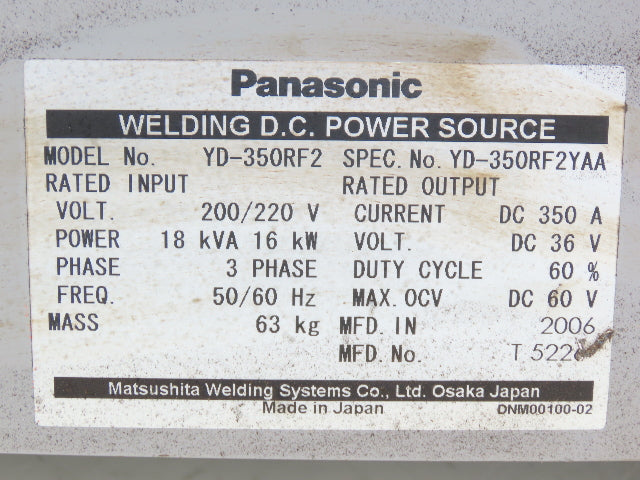 Panasonic
WELDING D.C. POWER SOURCE
MODEL No. YD-350RF2 SPEC. No. YD-350RF2YAA
RATED INPUT RATED OUTPUT
VOLT. 200/220 V CURRENT DC 350 A
POWER 18 kVA 16 kW VOLT. DC 36 V
PHASE 3 PHASE DUTY CYCLE 60 %
FREQ. 50/60 Hz MAX. OCV DC 60 V
MASS 63 kg MFD. IN 2006
MFD. No. T
Matsushita Welding Systems Co., Ltd. Osaka Japan
Made in Japan DNM00100-02